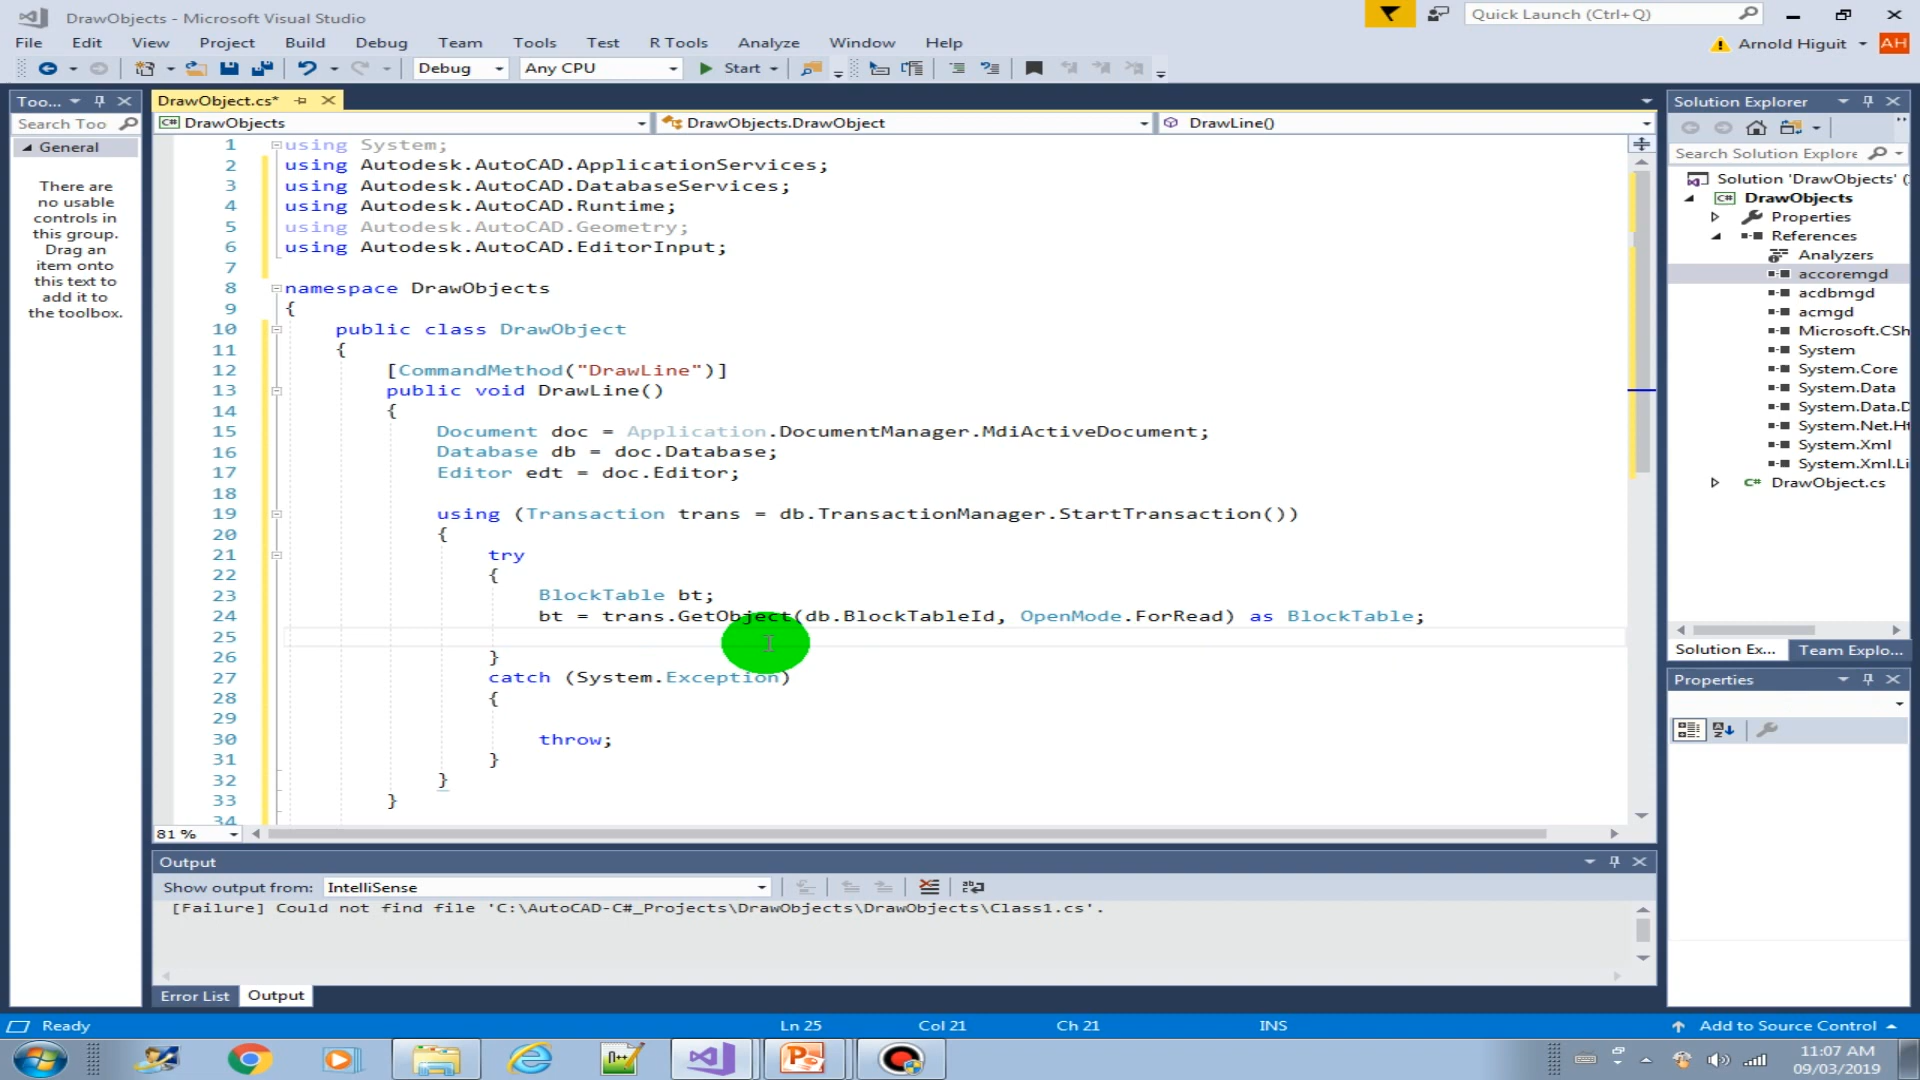 DrawObjects - Microsoft Visual Studio
Quick Launch (Ctrl+Q)
File Edit View Project Build Debug Team Tools Test R Tools Analyze Window Help
Arnold Higuit AH
Debug Any CPU Start
Too...
Search Too
General
There are
no usable
controls in
this group.
Drag an
item onto
this text to
add it to
the toolbox.
DrawObject.cs*
C# DrawObjects DrawObjects.DrawObject DrawLine()
1 using System;
2 using Autodesk.AutoCAD.ApplicationServices;
3 using Autodesk.AutoCAD.DatabaseServices;
4 using Autodesk.AutoCAD.Runtime;
5 using Autodesk.AutoCAD.Geometry;
6 using Autodesk.AutoCAD.EditorInput;
7
8 namespace DrawObjects
9 {
10 public class DrawObject
11 {
12 [CommandMethod("DrawLine")]
13 public void DrawLine()
14 {
15 Document doc = Application.DocumentManager.MdiActiveDocument;
16 Database db = doc.Database;
17 Editor edt = doc.Editor;
18
19 using (Transaction trans = db.TransactionManager.StartTransaction())
20 {
21 try
22 {
23 BlockTable bt;
24 bt = trans.GetObject(db.BlockTableId, OpenMode.ForRead) as BlockTable;
25
26 }
27 catch (System.Exception)
28 {
29
30 throw;
31 }
32 }
33 }
34
81 %
Output
Show output from: IntelliSense
[Failure] Could not find file 'C:\AutoCAD-C#_Projects\DrawObjects\DrawObjects\Class1.cs'.
Error List Output
Solution Explorer
Search Solution Explore
Solution 'DrawObjects' (
C# DrawObjects
Properties
References
Analyzers
accoremgd
acdbmgd
acmgd
Microsoft.CSh
System
System.Core
System.Data
System.Data.D
System.Net.Ht
System.Xml
System.Xml.Li
C# DrawObject.cs
Solution Ex... Team Explo...
Properties
Ready Ln 25 Col 21 Ch 21 INS Add to Source Control
11:07 AM
09/03/2019